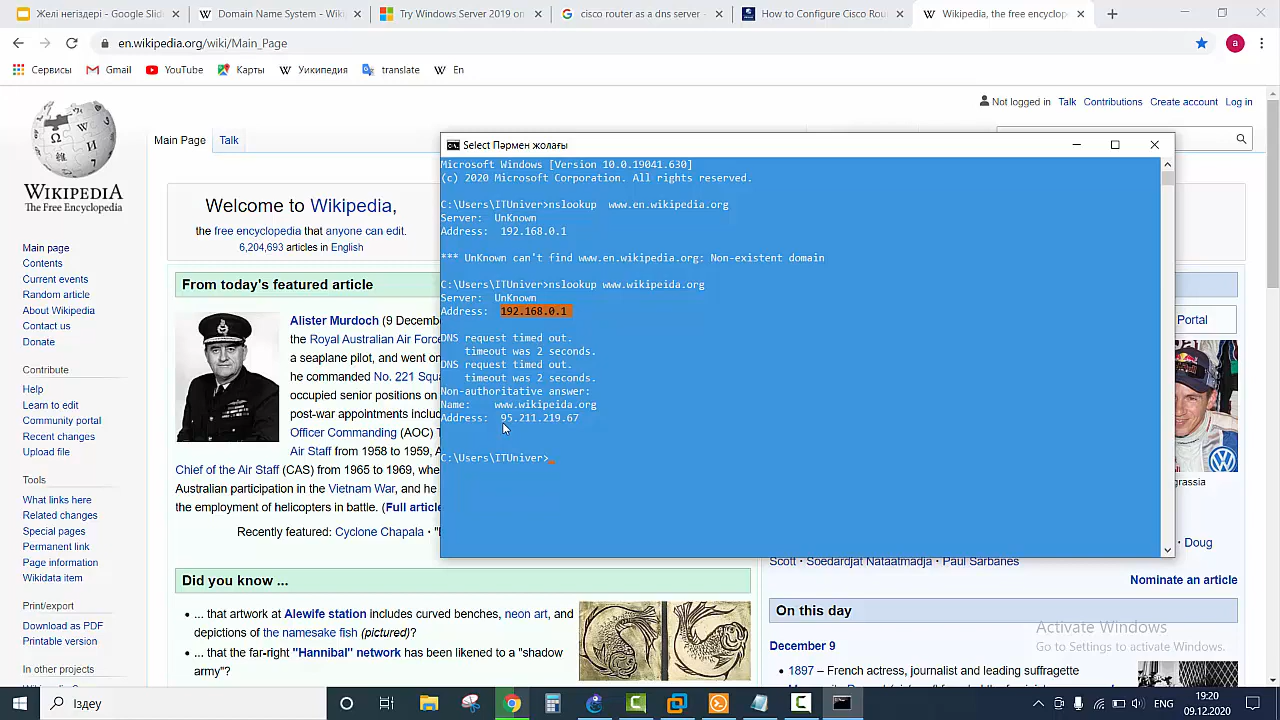 Желі негіздері - Google Slide
Domain Name System - Wikip
Try Windows Server 2019 on
cisco router as a dns server -
How to Configure Cisco Rout
Wikipedia, the free encyclop
en.wikipedia.org/wiki/Main_Page
a
Сервисы
Gmail
YouTube
Карты
Уикипедия
translate
En
Not logged in Talk Contributions Create account Log in
Main Page Talk
WIKIPEDIA
The Free Encyclopedia
Main page
Contents
Current events
Random article
About Wikipedia
Contact us
Donate
Contribute
Help
Learn to edit
Community portal
Recent changes
Upload file
Tools
What links here
Related changes
Special pages
Permanent link
Page information
Wikidata item
Print/export
Download as PDF
Printable version
In other projects
Welcome to Wikipedia,
the free encyclopedia that anyone can edit.
6,204,693 articles in English
From today's featured article
Alister Murdoch (9 Decemb
the Royal Australian Air Forc
a seaplane pilot, and went o
he commanded No. 221 Squa
occupied senior positions on
post-war appointments includ
Officer Commanding (AOC) T
Air Staff from 1958 to 1959, A
Chief of the Air Staff (CAS) from 1965 to 1969, whe
Australian participation in the Vietnam War, and he
the employment of helicopters in battle. (Full article
Recently featured: Cyclone Chapala
Did you know ...
... that artwork at Alewife station includes curved benches, neon art, and
depictions of the namesake fish (pictured)?
... that the far-right "Hannibal" network has been likened to a "shadow
army"?
Select Пәрмен жолағы
Microsoft Windows [Version 10.0.19041.630]
(c) 2020 Microsoft Corporation. All rights reserved.
C:\Users\ITUniver>nslookup  www.en.wikipedia.org
Server:  UnKnown
Address:  192.168.0.1
*** UnKnown can't find www.en.wikipedia.org: Non-existent domain
C:\Users\ITUniver>nslookup www.wikipeida.org
Server:  UnKnown
Address:  192.168.0.1
DNS request timed out.
timeout was 2 seconds.
DNS request timed out.
timeout was 2 seconds.
Non-authoritative answer:
Name:    www.wikipeida.org
Address:  95.211.219.67
C:\Users\ITUniver>
Portal
grassia
• Doug
Scott • Soedardjat Nataatmadja • Paul Sarbanes
Nominate an article
On this day
December 9
1897 – French actress, journalist and leading suffragette
Activate Windows
Go to Settings to activate Windows.
Іздеу
ENG
19:20
09.12.2020